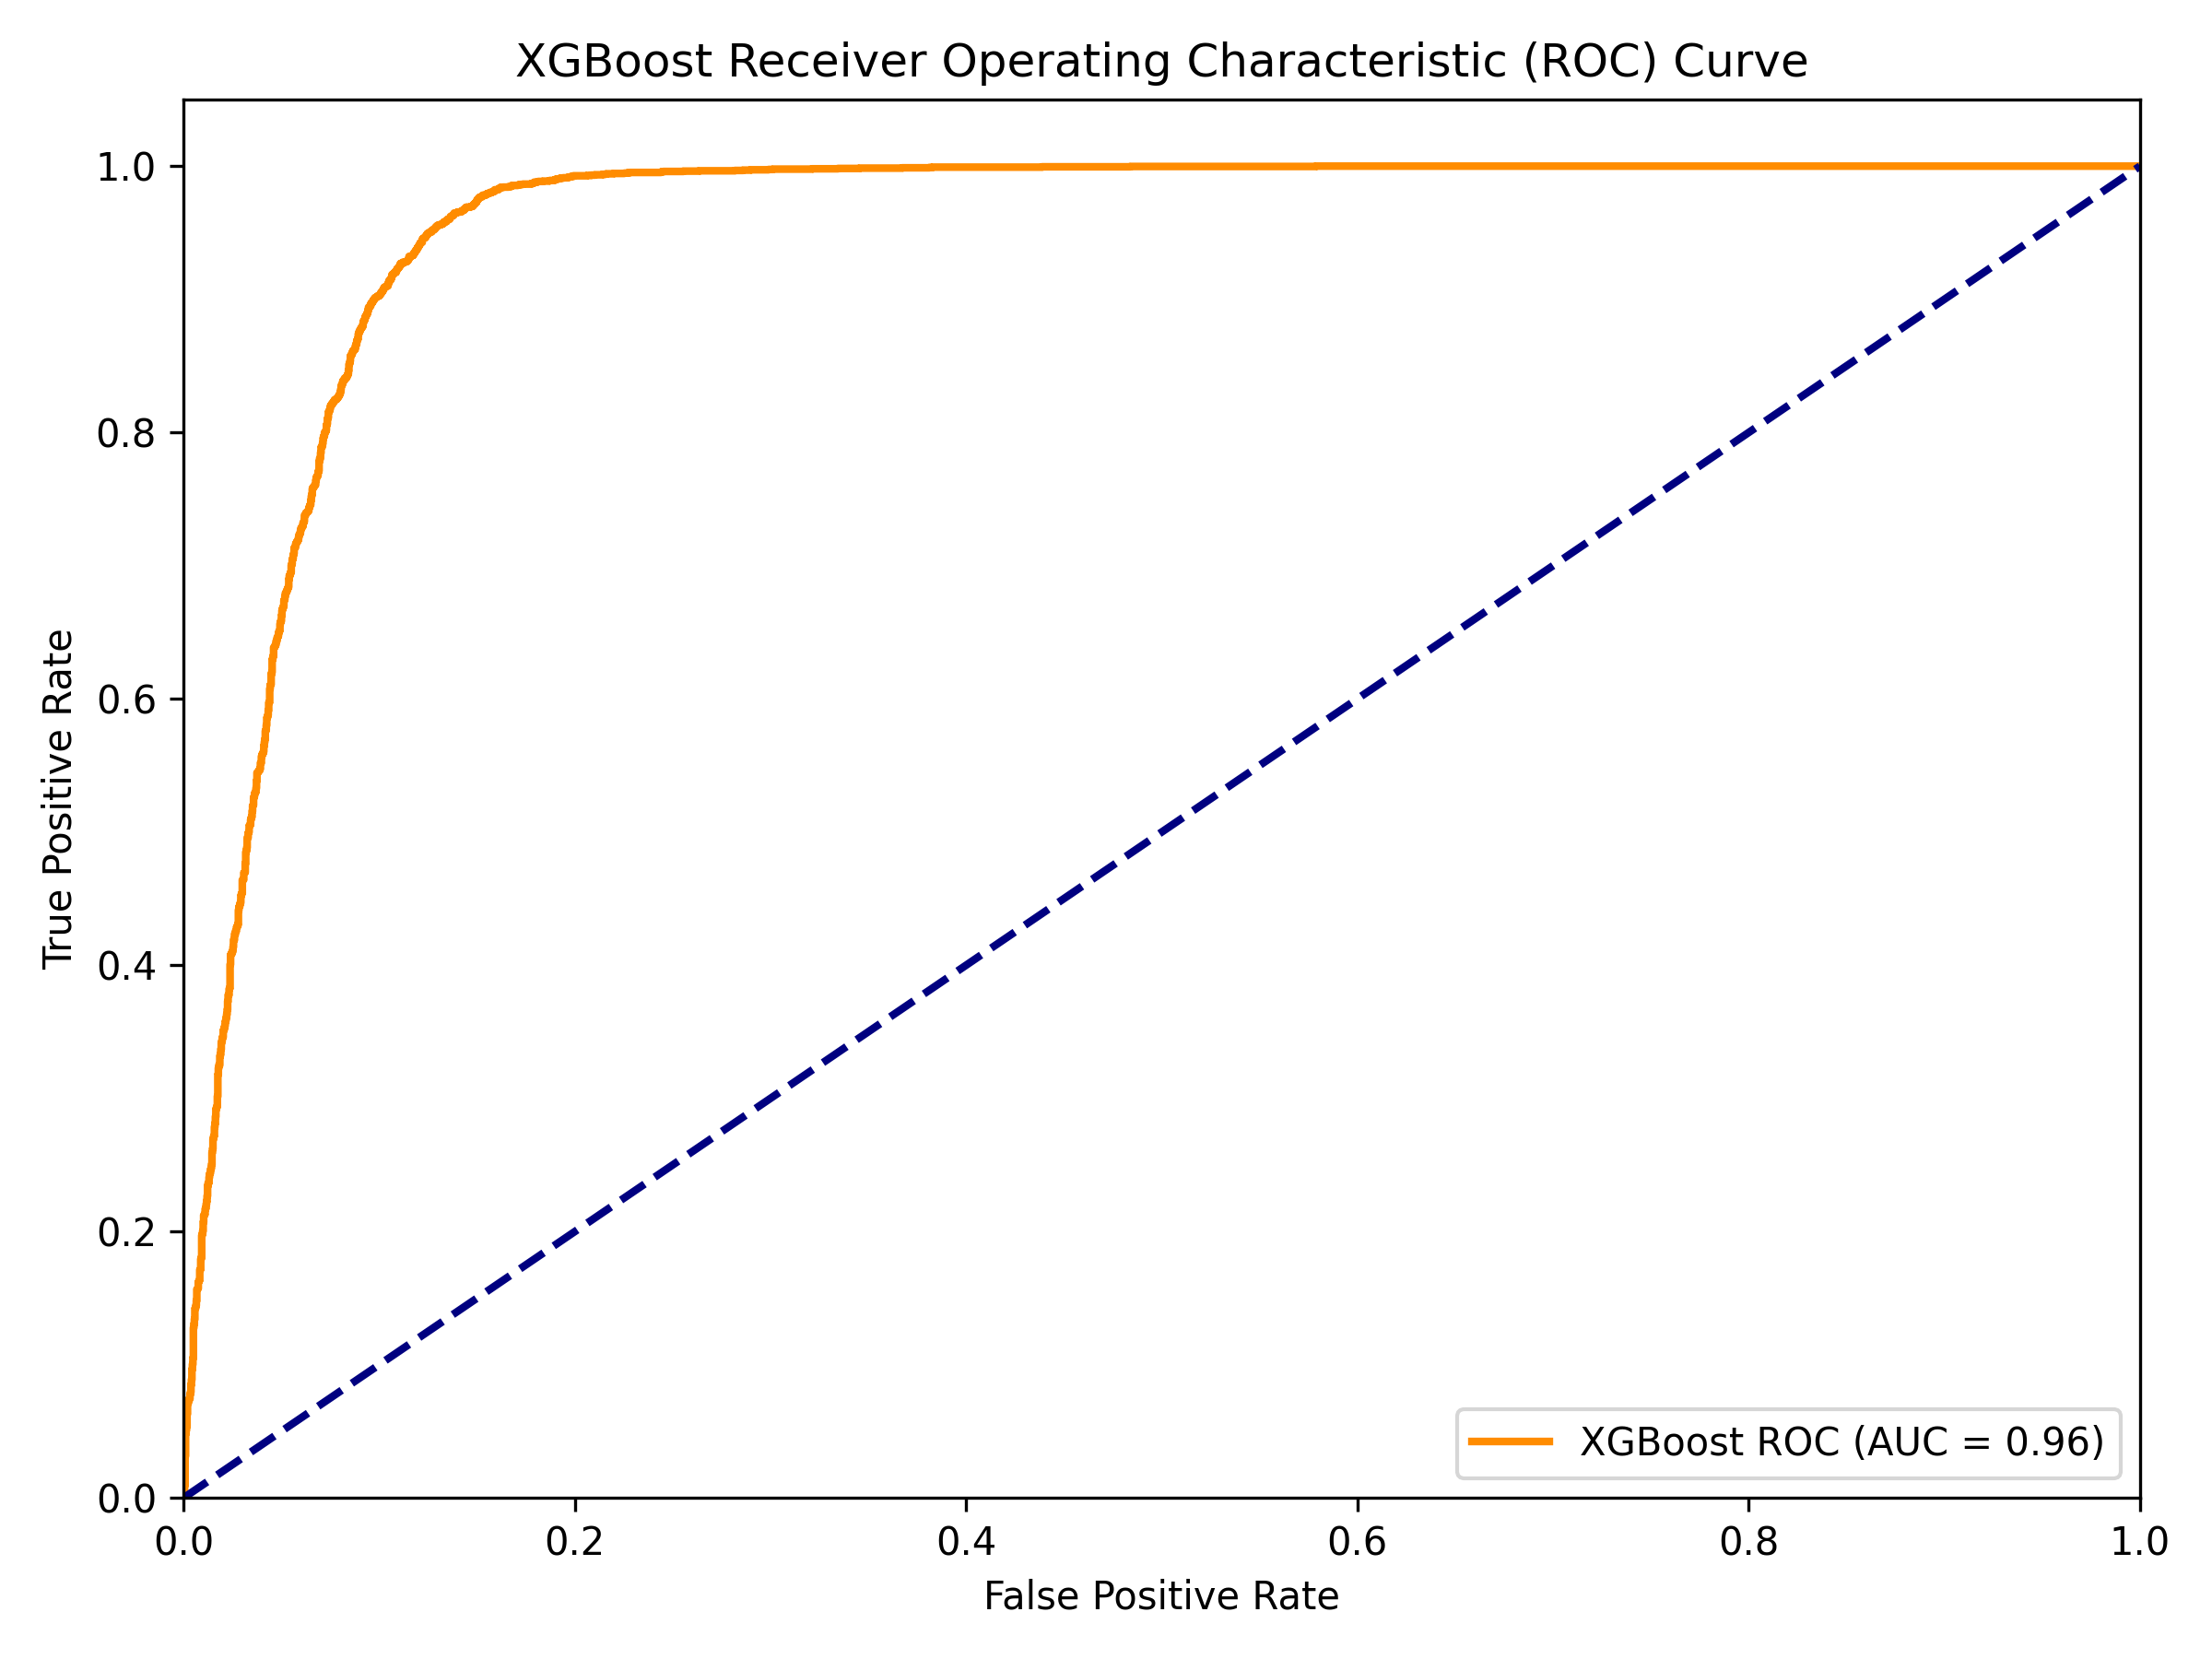 XGBoost Receiver Operating Characteristic (ROC) Curve
True Positive Rate
1.0
0.8
0.6
0.4
0.2
0.0
0.0 0.2 0.4 0.6 0.8 1.0
False Positive Rate
XGBoost ROC (AUC = 0.96)